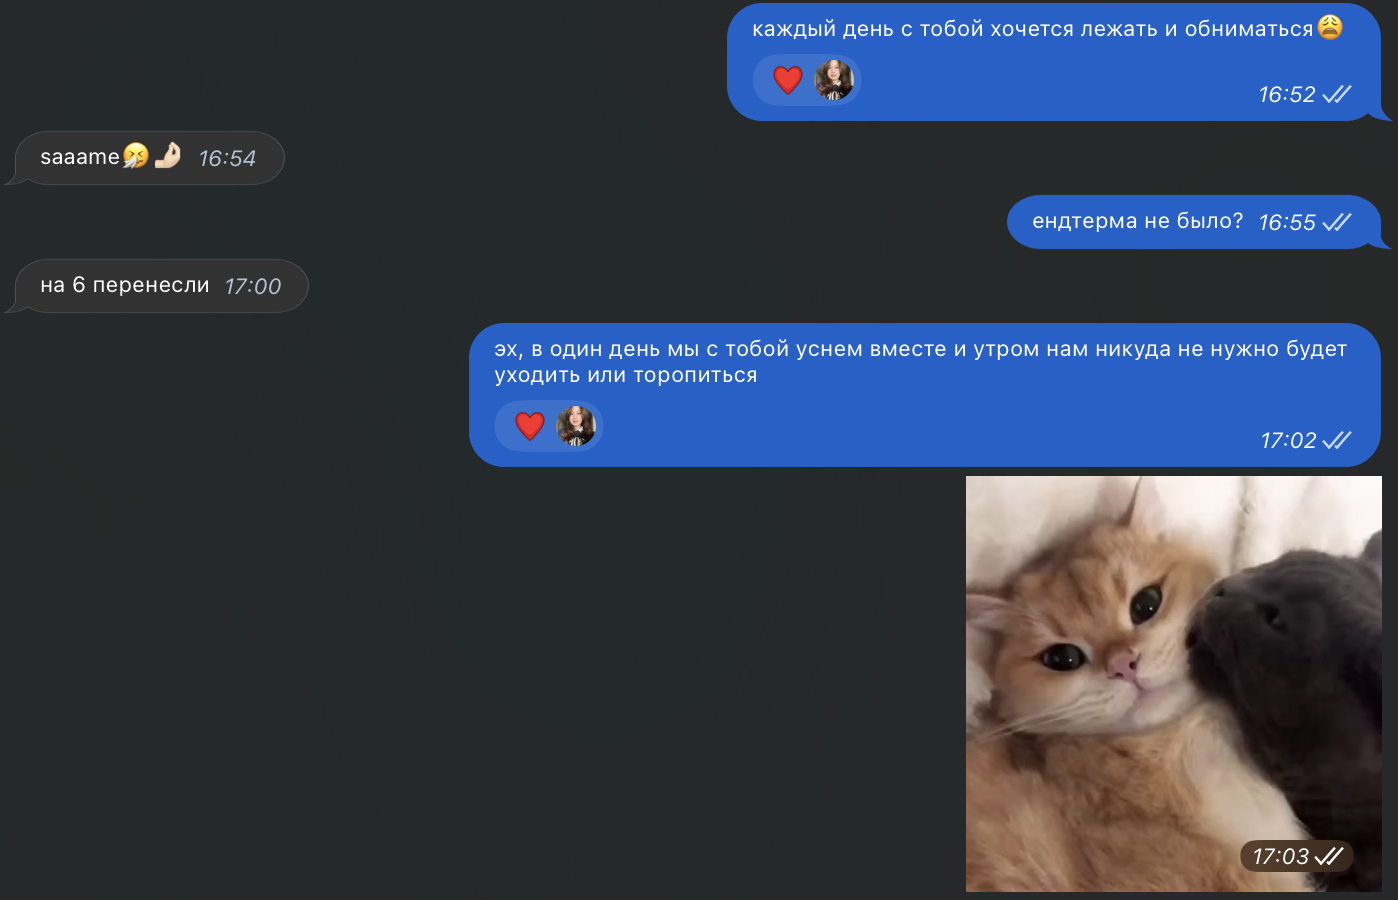 каждый день с тобой хочется лежать и обниматься😩
❤️
16:52
saaame🤧🤌🏻 16:54
ендтерма не было? 16:55
на 6 перенесли 17:00
эх, в один день мы с тобой уснем вместе и утром нам никуда не нужно будет
уходить или торопиться
❤️
17:02
17:03